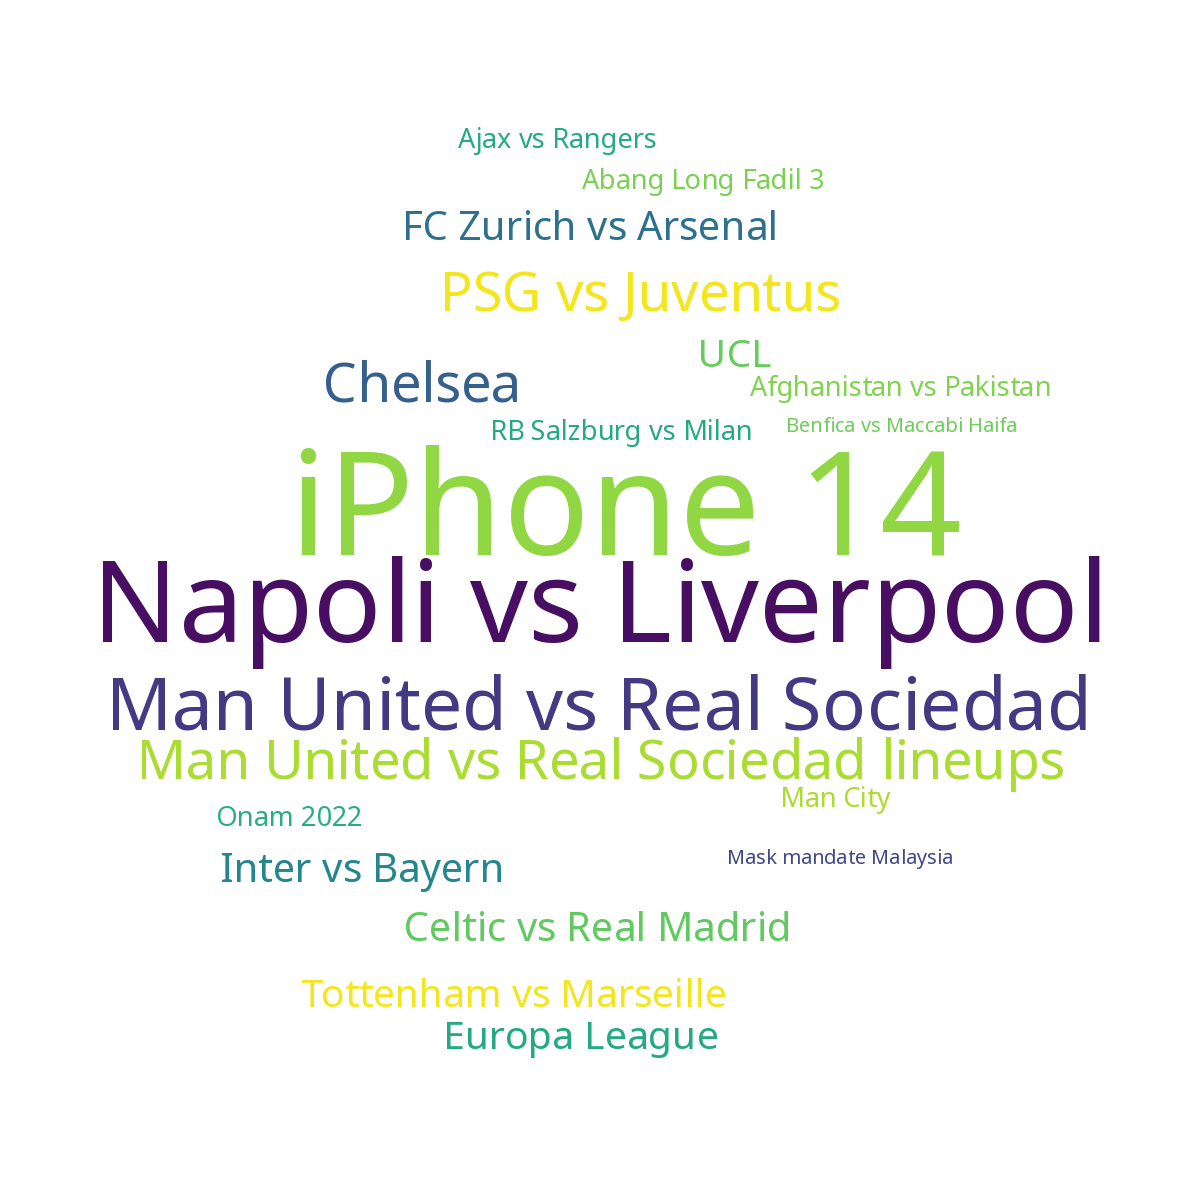 Ajax vs Rangers
Abang Long Fadil 3
FC Zurich vs Arsenal
PSG vs Juventus
UCL
Chelsea
Afghanistan vs Pakistan
Benfica vs Maccabi Haifa
RB Salzburg vs Milan
iPhone 14
Napoli vs Liverpool
Man United vs Real Sociedad
Man United vs Real Sociedad lineups
Man City
Onam 2022
Mask mandate Malaysia
Inter vs Bayern
Celtic vs Real Madrid
Tottenham vs Marseille
Europa League